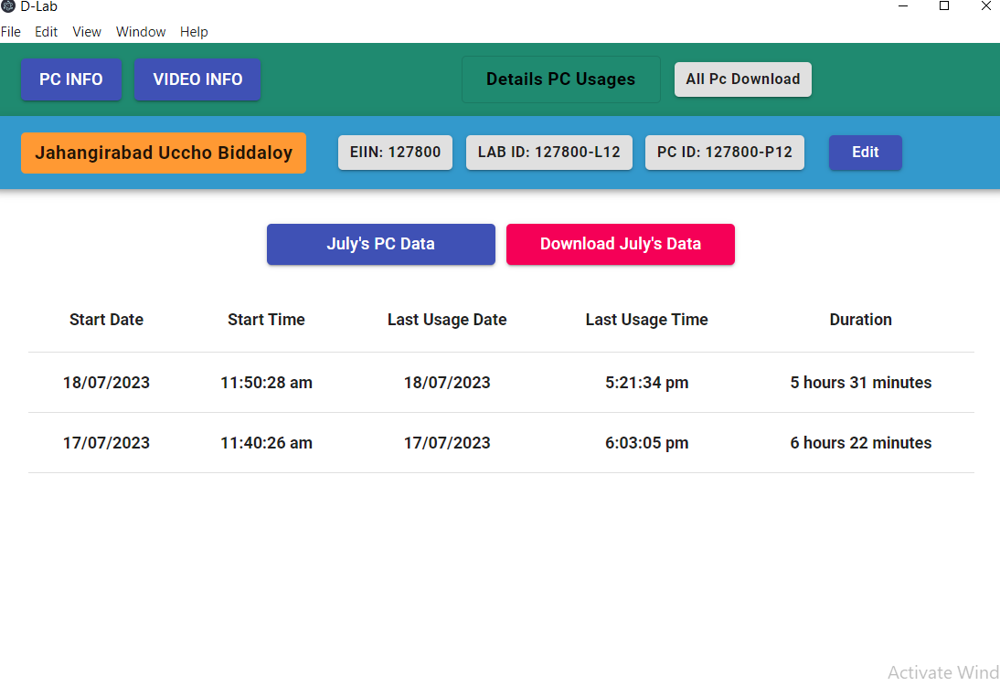 D-Lab
File Edit View Window Help
PC INFO VIDEO INFO Details PC Usages All Pc Download
Jahangirabad Uccho Biddaloy EIIN: 127800 LAB ID: 127800-L12 PC ID: 127800-P12 Edit
July's PC Data Download July's Data
Start Date Start Time Last Usage Date Last Usage Time Duration
18/07/2023 11:50:28 am 18/07/2023 5:21:34 pm 5 hours 31 minutes
17/07/2023 11:40:26 am 17/07/2023 6:03:05 pm 6 hours 22 minutes
Activate Wind